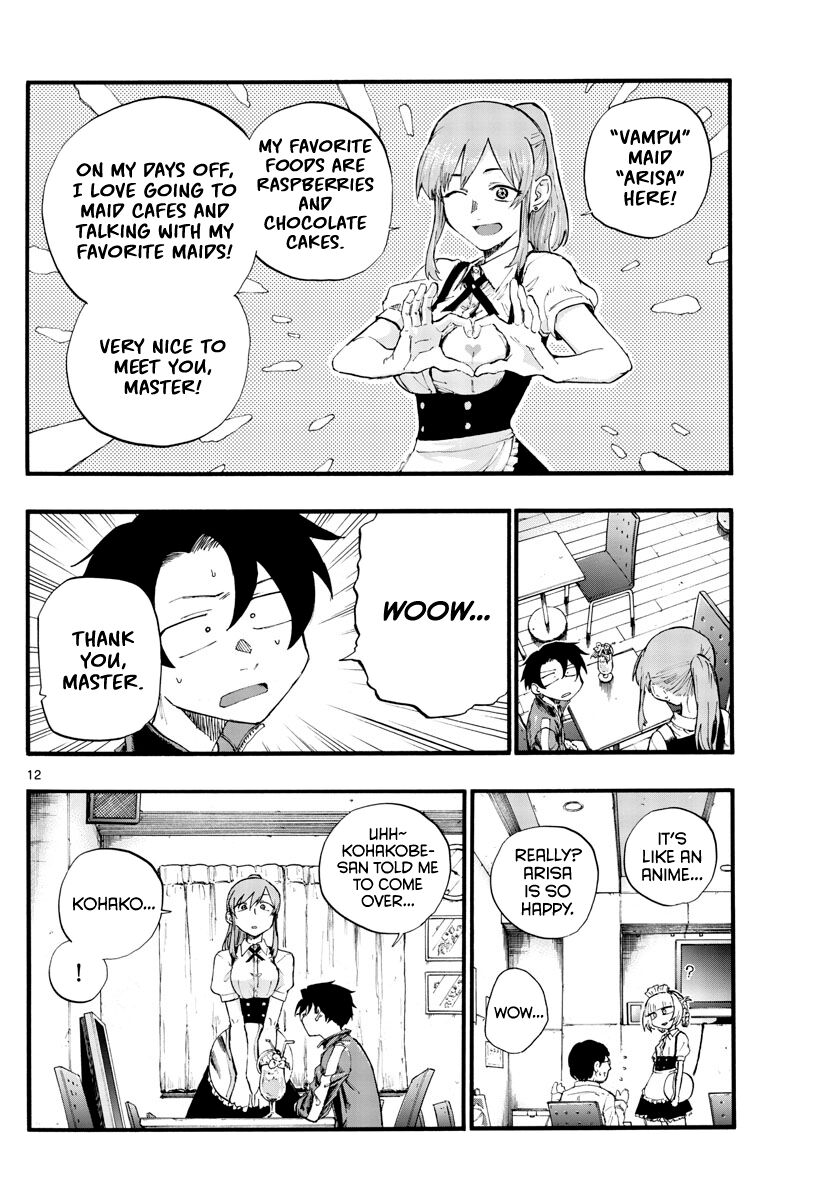 "VAMPU"
MAID
"ARISA"
HERE!
MY FAVORITE
FOODS ARE
RASPBERRIES
AND
CHOCOLATE
CAKES.
ON MY DAYS OFF,
I LOVE GOING TO
MAID CAFES AND
TALKING WITH MY
FAVORITE MAIDS!
VERY NICE TO
MEET YOU,
MASTER!
WOOW...
THANK
YOU,
MASTER.
12
IT'S
LIKE AN
ANIME...
REALLY?
ARISA
IS SO
HAPPY.
?
WOW...
UHH~
KOHAKOBE-
SAN TOLD ME
TO COME
OVER...
KOHAKO...
!